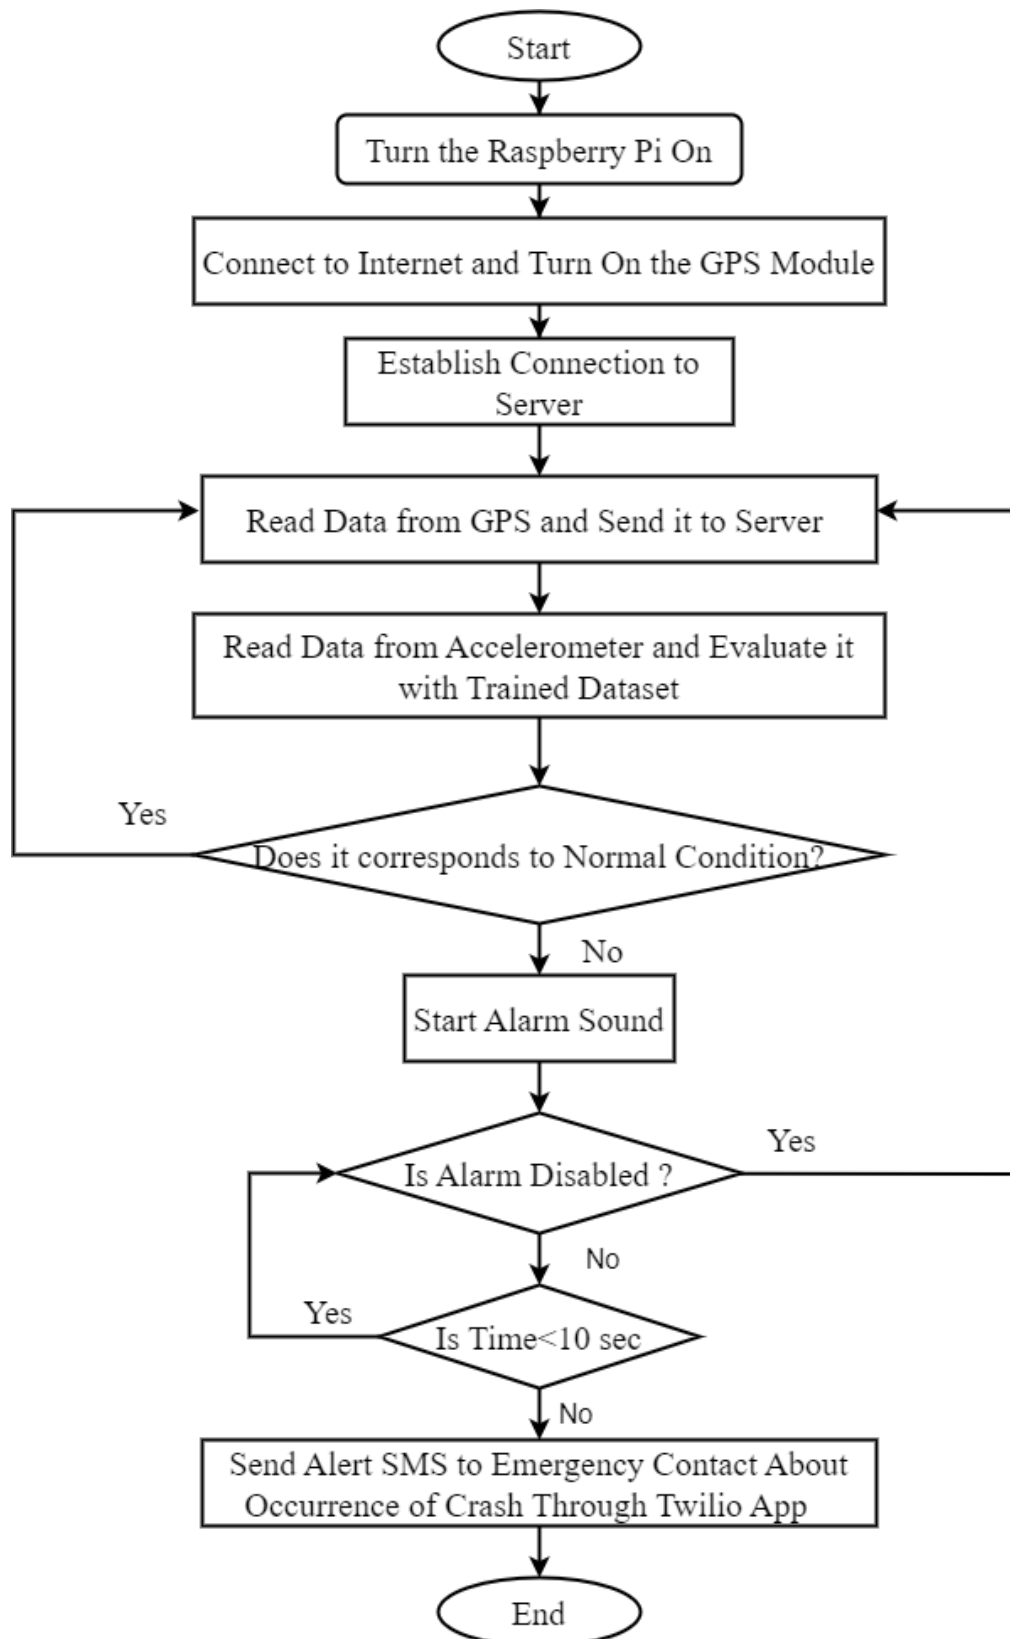 Start
Turn the Raspberry Pi On
Connect to Internet and Turn On the GPS Module
Establish Connection to
Server
Read Data from GPS and Send it to Server
Read Data from Accelerometer and Evaluate it
with Trained Dataset
Yes
Does it corresponds to Normal Condition?
No
Start Alarm Sound
Yes
Is Alarm Disabled ?
No
Yes
Is Time<10 sec
No
Send Alert SMS to Emergency Contact About
Occurrence of Crash Through Twilio App
End